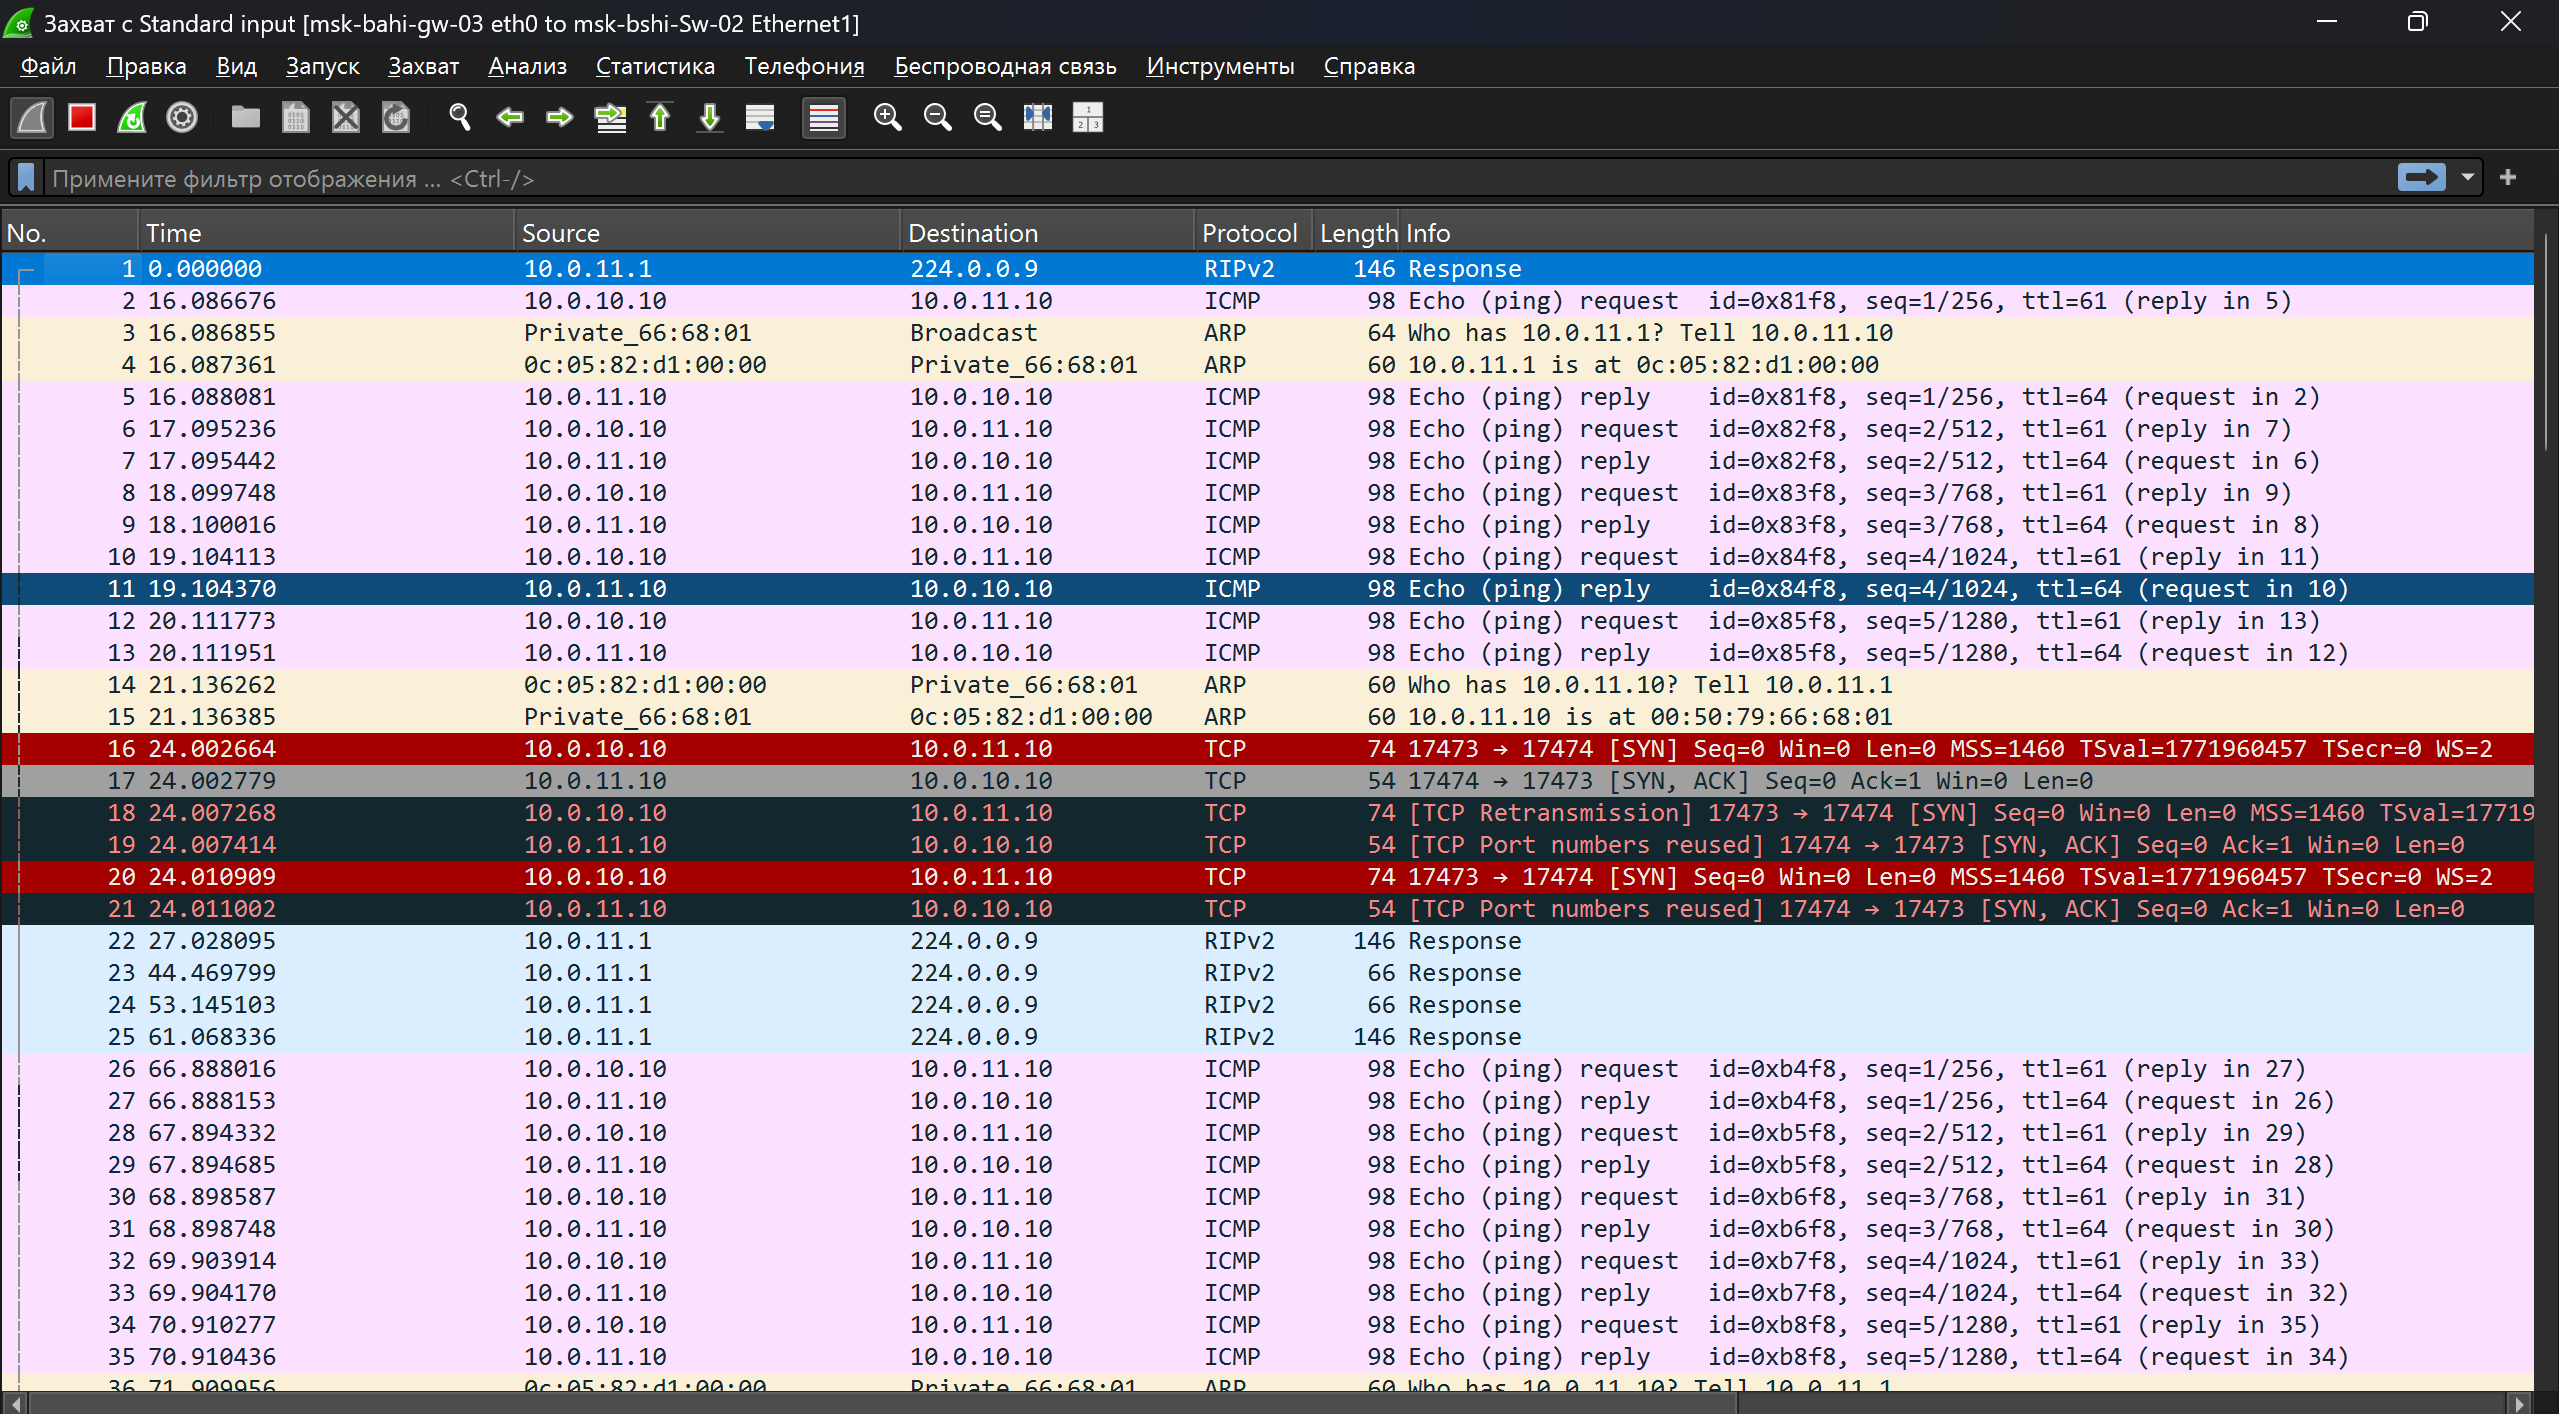 Захват с Standard input [msk-bahi-gw-03 eth0 to msk-bshi-Sw-02 Ethernet1]
Файл Правка Вид Запуск Захват Анализ Статистика Телефония Беспроводная связь Инструменты Справка
Примените фильтр отображения ... <Ctrl-/>
No. Time Source Destination Protocol Length Info
1 0.000000 10.0.11.1 224.0.0.9 RIPv2 146 Response
2 16.086676 10.0.10.10 10.0.11.10 ICMP 98 Echo (ping) request id=0x81f8, seq=1/256, ttl=61 (reply in 5)
3 16.086855 Private_66:68:01 Broadcast ARP 64 Who has 10.0.11.1? Tell 10.0.11.10
4 16.087361 0c:05:82:d1:00:00 Private_66:68:01 ARP 60 10.0.11.1 is at 0c:05:82:d1:00:00
5 16.088081 10.0.11.10 10.0.10.10 ICMP 98 Echo (ping) reply id=0x81f8, seq=1/256, ttl=64 (request in 2)
6 17.095236 10.0.10.10 10.0.11.10 ICMP 98 Echo (ping) request id=0x82f8, seq=2/512, ttl=61 (reply in 7)
7 17.095442 10.0.11.10 10.0.10.10 ICMP 98 Echo (ping) reply id=0x82f8, seq=2/512, ttl=64 (request in 6)
8 18.099748 10.0.10.10 10.0.11.10 ICMP 98 Echo (ping) request id=0x83f8, seq=3/768, ttl=61 (reply in 9)
9 18.100016 10.0.11.10 10.0.10.10 ICMP 98 Echo (ping) reply id=0x83f8, seq=3/768, ttl=64 (request in 8)
10 19.104113 10.0.10.10 10.0.11.10 ICMP 98 Echo (ping) request id=0x84f8, seq=4/1024, ttl=61 (reply in 11)
11 19.104370 10.0.11.10 10.0.10.10 ICMP 98 Echo (ping) reply id=0x84f8, seq=4/1024, ttl=64 (request in 10)
12 20.111773 10.0.10.10 10.0.11.10 ICMP 98 Echo (ping) request id=0x85f8, seq=5/1280, ttl=61 (reply in 13)
13 20.111951 10.0.11.10 10.0.10.10 ICMP 98 Echo (ping) reply id=0x85f8, seq=5/1280, ttl=64 (request in 12)
14 21.136262 0c:05:82:d1:00:00 Private_66:68:01 ARP 60 Who has 10.0.11.10? Tell 10.0.11.1
15 21.136385 Private_66:68:01 0c:05:82:d1:00:00 ARP 60 10.0.11.10 is at 00:50:79:66:68:01
16 24.002664 10.0.10.10 10.0.11.10 TCP 74 17473 → 17474 [SYN] Seq=0 Win=0 Len=0 MSS=1460 TSval=1771960457 TSecr=0 WS=2
17 24.002779 10.0.11.10 10.0.10.10 TCP 54 17474 → 17473 [SYN, ACK] Seq=0 Ack=1 Win=0 Len=0
18 24.007268 10.0.10.10 10.0.11.10 TCP 74 [TCP Retransmission] 17473 → 17474 [SYN] Seq=0 Win=0 Len=0 MSS=1460 TSval=17719
19 24.007414 10.0.11.10 10.0.10.10 TCP 54 [TCP Port numbers reused] 17474 → 17473 [SYN, ACK] Seq=0 Ack=1 Win=0 Len=0
20 24.010909 10.0.10.10 10.0.11.10 TCP 74 17473 → 17474 [SYN] Seq=0 Win=0 Len=0 MSS=1460 TSval=1771960457 TSecr=0 WS=2
21 24.011002 10.0.11.10 10.0.10.10 TCP 54 [TCP Port numbers reused] 17474 → 17473 [SYN, ACK] Seq=0 Ack=1 Win=0 Len=0
22 27.028095 10.0.11.1 224.0.0.9 RIPv2 146 Response
23 44.469799 10.0.11.1 224.0.0.9 RIPv2 66 Response
24 53.145103 10.0.11.1 224.0.0.9 RIPv2 66 Response
25 61.068336 10.0.11.1 224.0.0.9 RIPv2 146 Response
26 66.888016 10.0.10.10 10.0.11.10 ICMP 98 Echo (ping) request id=0xb4f8, seq=1/256, ttl=61 (reply in 27)
27 66.888153 10.0.11.10 10.0.10.10 ICMP 98 Echo (ping) reply id=0xb4f8, seq=1/256, ttl=64 (request in 26)
28 67.894332 10.0.10.10 10.0.11.10 ICMP 98 Echo (ping) request id=0xb5f8, seq=2/512, ttl=61 (reply in 29)
29 67.894685 10.0.11.10 10.0.10.10 ICMP 98 Echo (ping) reply id=0xb5f8, seq=2/512, ttl=64 (request in 28)
30 68.898587 10.0.10.10 10.0.11.10 ICMP 98 Echo (ping) request id=0xb6f8, seq=3/768, ttl=61 (reply in 31)
31 68.898748 10.0.11.10 10.0.10.10 ICMP 98 Echo (ping) reply id=0xb6f8, seq=3/768, ttl=64 (request in 30)
32 69.903914 10.0.10.10 10.0.11.10 ICMP 98 Echo (ping) request id=0xb7f8, seq=4/1024, ttl=61 (reply in 33)
33 69.904170 10.0.11.10 10.0.10.10 ICMP 98 Echo (ping) reply id=0xb7f8, seq=4/1024, ttl=64 (request in 32)
34 70.910277 10.0.10.10 10.0.11.10 ICMP 98 Echo (ping) request id=0xb8f8, seq=5/1280, ttl=61 (reply in 35)
35 70.910436 10.0.11.10 10.0.10.10 ICMP 98 Echo (ping) reply id=0xb8f8, seq=5/1280, ttl=64 (request in 34)
36 71.909956 0c:05:82:d1:00:00 Private_66:68:01 ARP 60 Who has 10.0.11.10? Tell 10.0.11.1